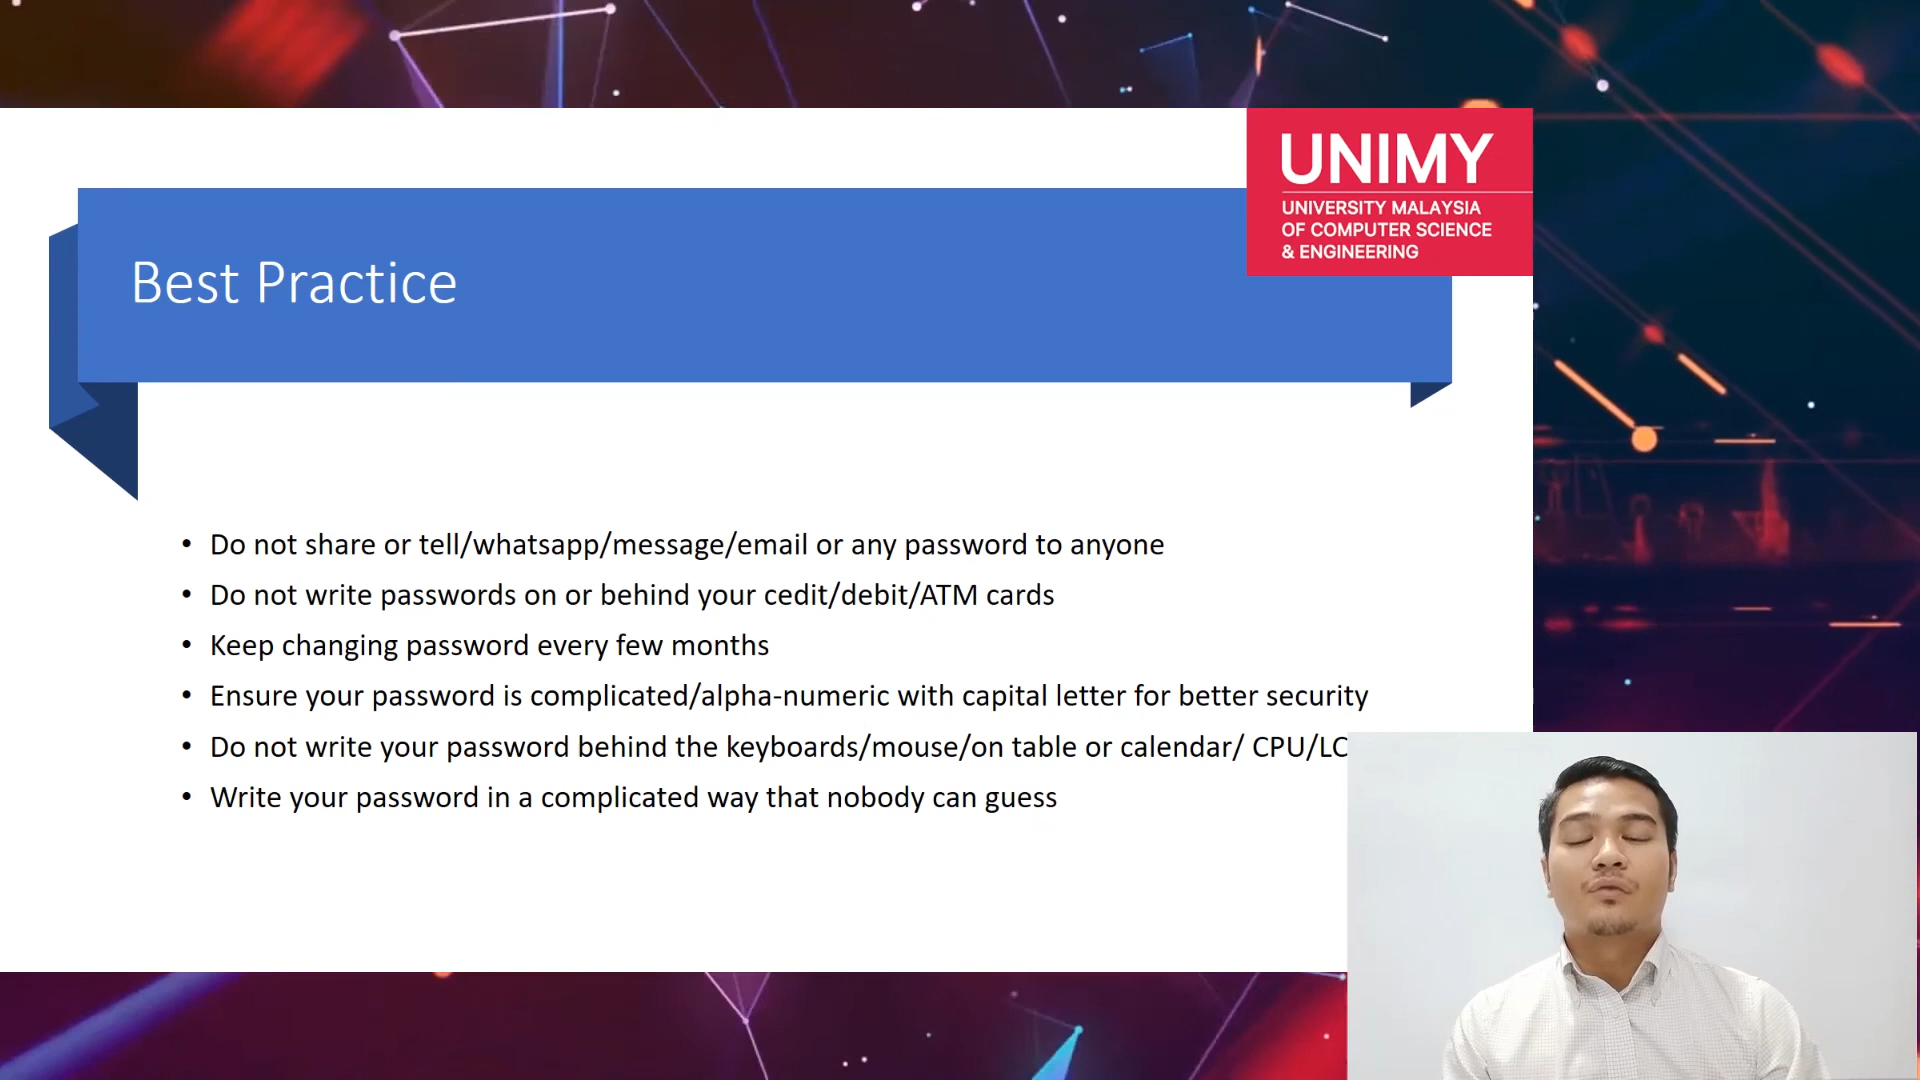 UNIMY
UNIVERSITY MALAYSIA
OF COMPUTER SCIENCE
& ENGINEERING
Best Practice
• Do not share or tell/whatsapp/message/email or any password to anyone
• Do not write passwords on or behind your cedit/debit/ATM cards
• Keep changing password every few months
• Ensure your password is complicated/alpha-numeric with capital letter for better security
• Do not write your password behind the keyboards/mouse/on table or calendar/ CPU/LC
• Write your password in a complicated way that nobody can guess